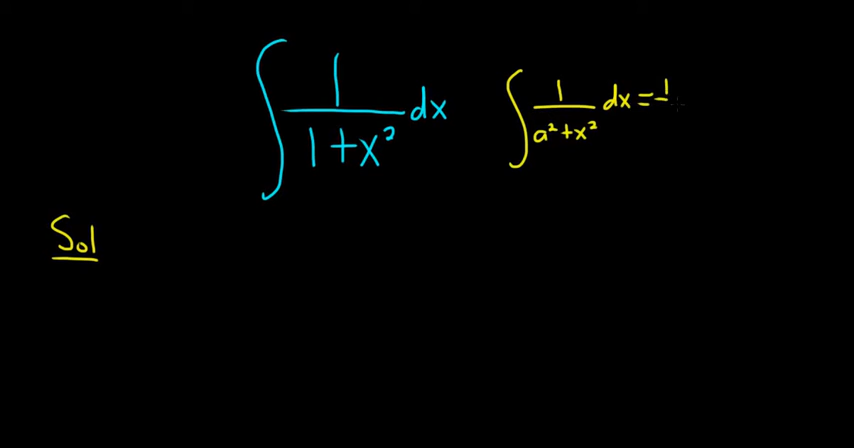 ∫ 1/(1+x²) dx
∫ 1/(a²+x²) dx = 1/
Sol